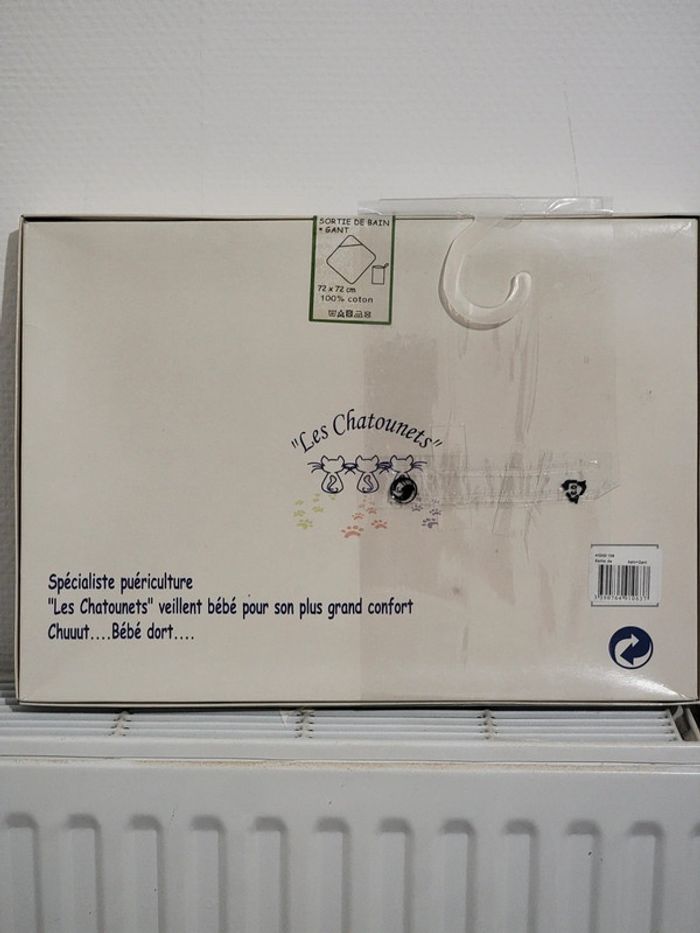 SORTIE DE BAIN
+ GANT
72 x 72 cm
100% coton
"Les Chatounets"
Spécialiste puériculture
"Les Chatounets" veillent bébé pour son plus grand confort
Chuuut....Bébé dort....